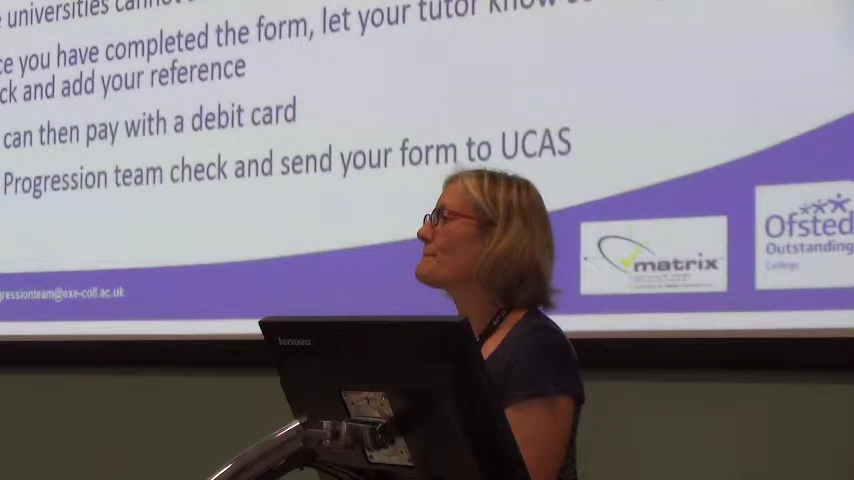 universities cannot
you have completed the form, let your tutor know
and add your reference
can then pay with a debit card
Progression team check and send your form to UCAS
gressionteam@exe-coll.ac.uk
matrix
Ofsted
Outstanding
lenovo